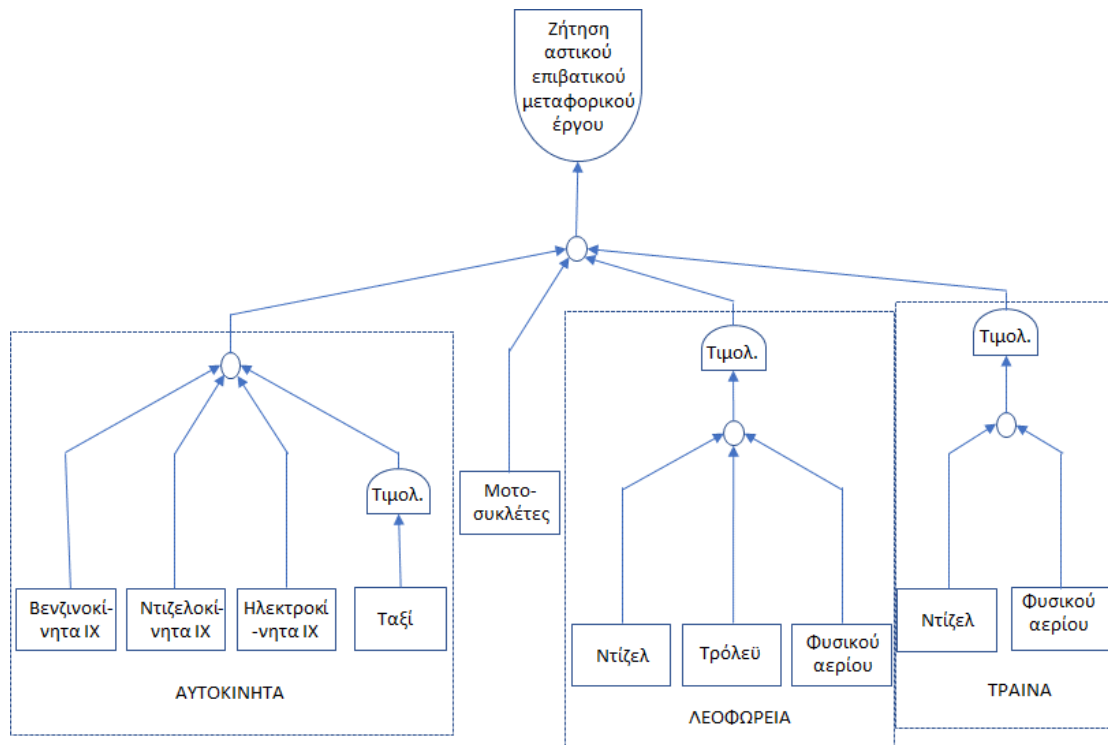 Ζήτηση
αστικού
επιβατικού
μεταφορικού
έργου
Τιμολ.
Τιμολ.
Τιμολ.
Μοτο-
συκλέτες
Βενζινοκί-
νητα ΙΧ
Ντιζελοκί-
νητα ΙΧ
Ηλεκτροκί
-νητα ΙΧ
Ταξί
ΑΥΤΟΚΙΝΗΤΑ
Ντίζελ
Τρόλεϋ
Φυσικού
αερίου
ΛΕΟΦΩΡΕΙΑ
Ντίζελ
Φυσικού
αερίου
ΤΡΑΙΝΑ